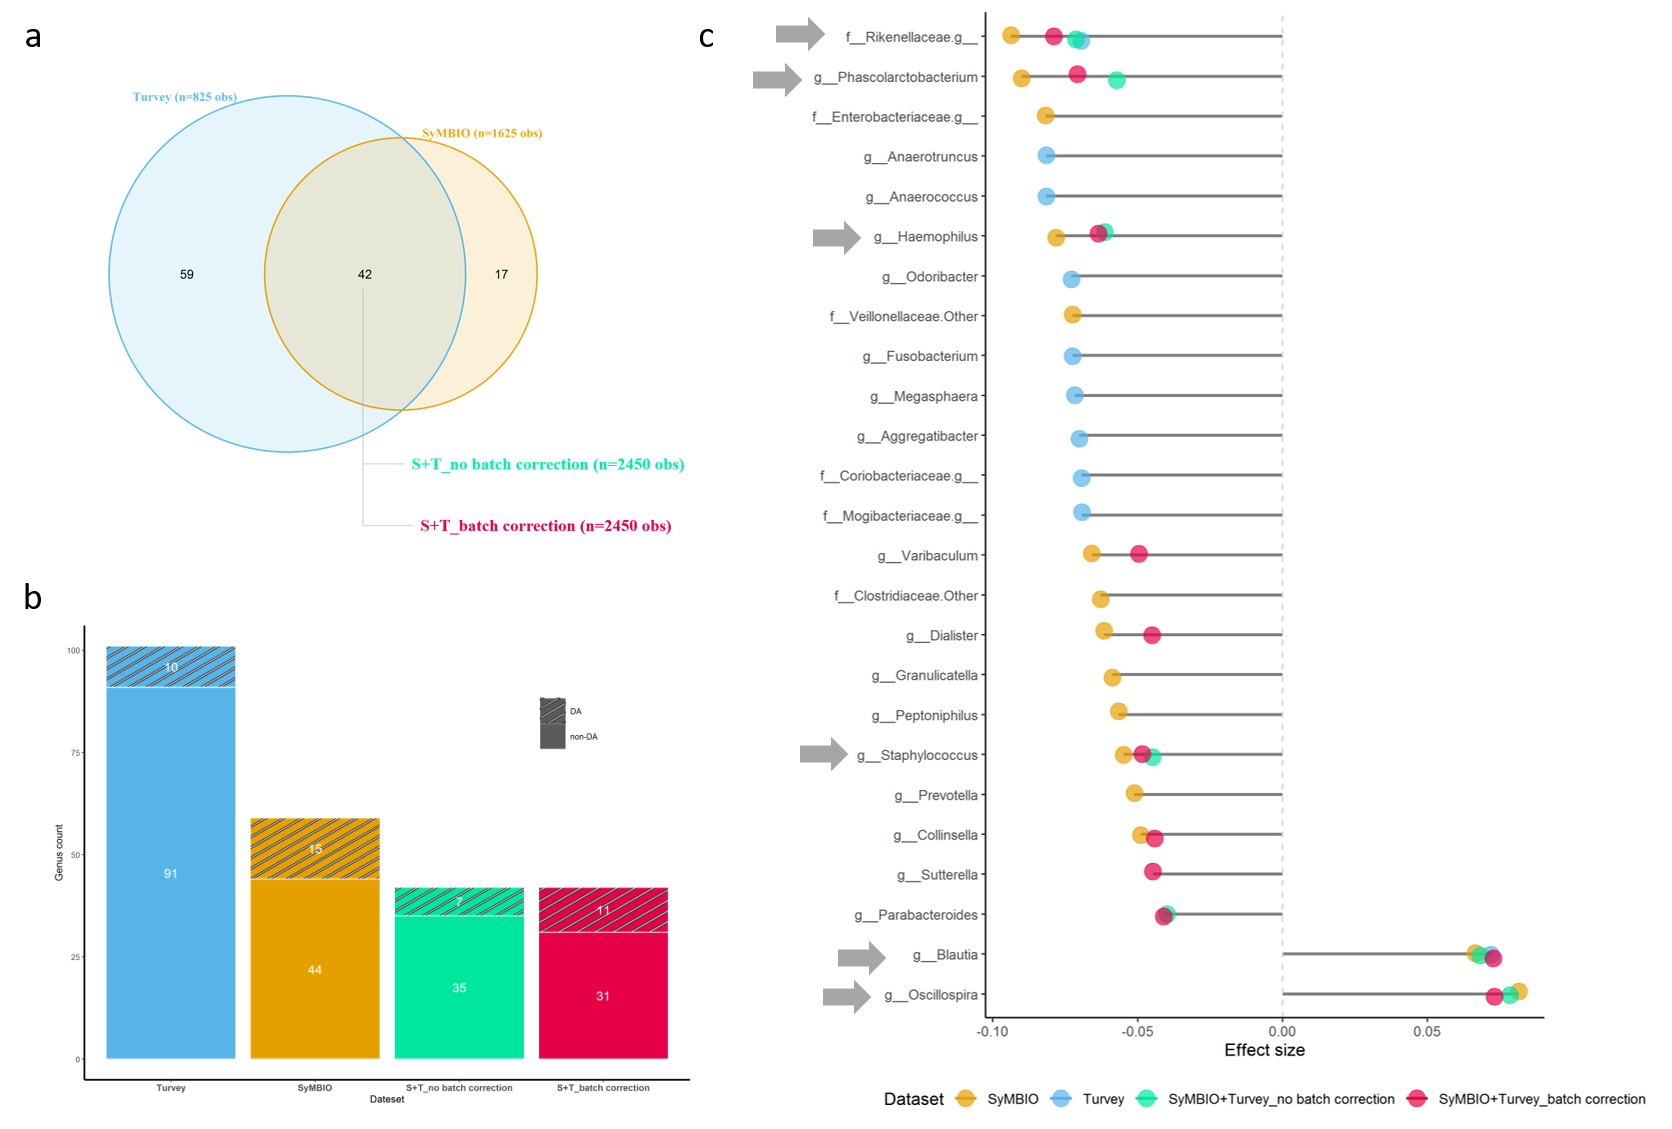 a
Turvey (n=825 obs)
SyMBIO (n=1625 obs)
59
42
17
S+T_no batch correction (n=2450 obs)
S+T_batch correction (n=2450 obs)
b
Genus count
100
75
50
25
0
10
91
15
44
7
35
11
31
DA
non-DA
Turvey
SyMBIO
S+T_no batch correction
S+T_batch correction
Dateset
c
f__Rikenellaceae.g__
g__Phascolarctobacterium
f__Enterobacteriaceae.g__
g__Anaerotruncus
g__Anaerococcus
g__Haemophilus
g__Odoribacter
f__Veillonellaceae.Other
g__Fusobacterium
g__Megasphaera
g__Aggregatibacter
f__Coriobacteriaceae.g__
f__Mogibacteriaceae.g__
g__Varibaculum
f__Clostridiaceae.Other
g__Dialister
g__Granulicatella
g__Peptoniphilus
g__Staphylococcus
g__Prevotella
g__Collinsella
g__Sutterella
g__Parabacteroides
g__Blautia
g__Oscillospira
-0.10
-0.05
0.00
0.05
Effect size
Dataset
SyMBIO
Turvey
SyMBIO+Turvey_no batch correction
SyMBIO+Turvey_batch correction